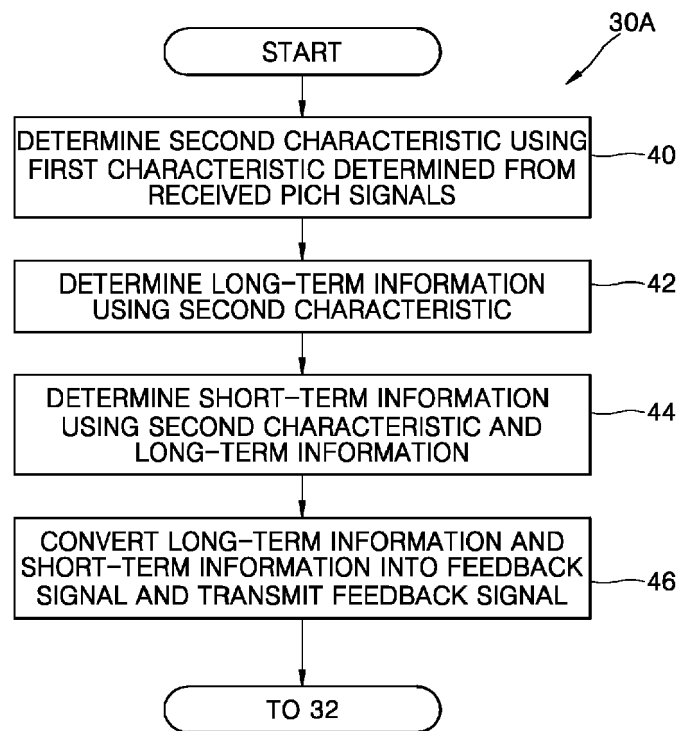 30A
START
DETERMINE SECOND CHARACTERISTIC USING
FIRST CHARACTERISTIC DETERMINED FROM
RECEIVED PICH SIGNALS
40
DETERMINE LONG-TERM INFORMATION
USING SECOND CHARACTERISTIC
42
DETERMINE SHORT-TERM INFORMATION
USING SECOND CHARACTERISTIC AND
LONG-TERM INFORMATION
44
CONVERT LONG-TERM INFORMATION AND
SHORT-TERM INFORMATION INTO FEEDBACK
SIGNAL AND TRANSMIT FEEDBACK SIGNAL
46
TO 32